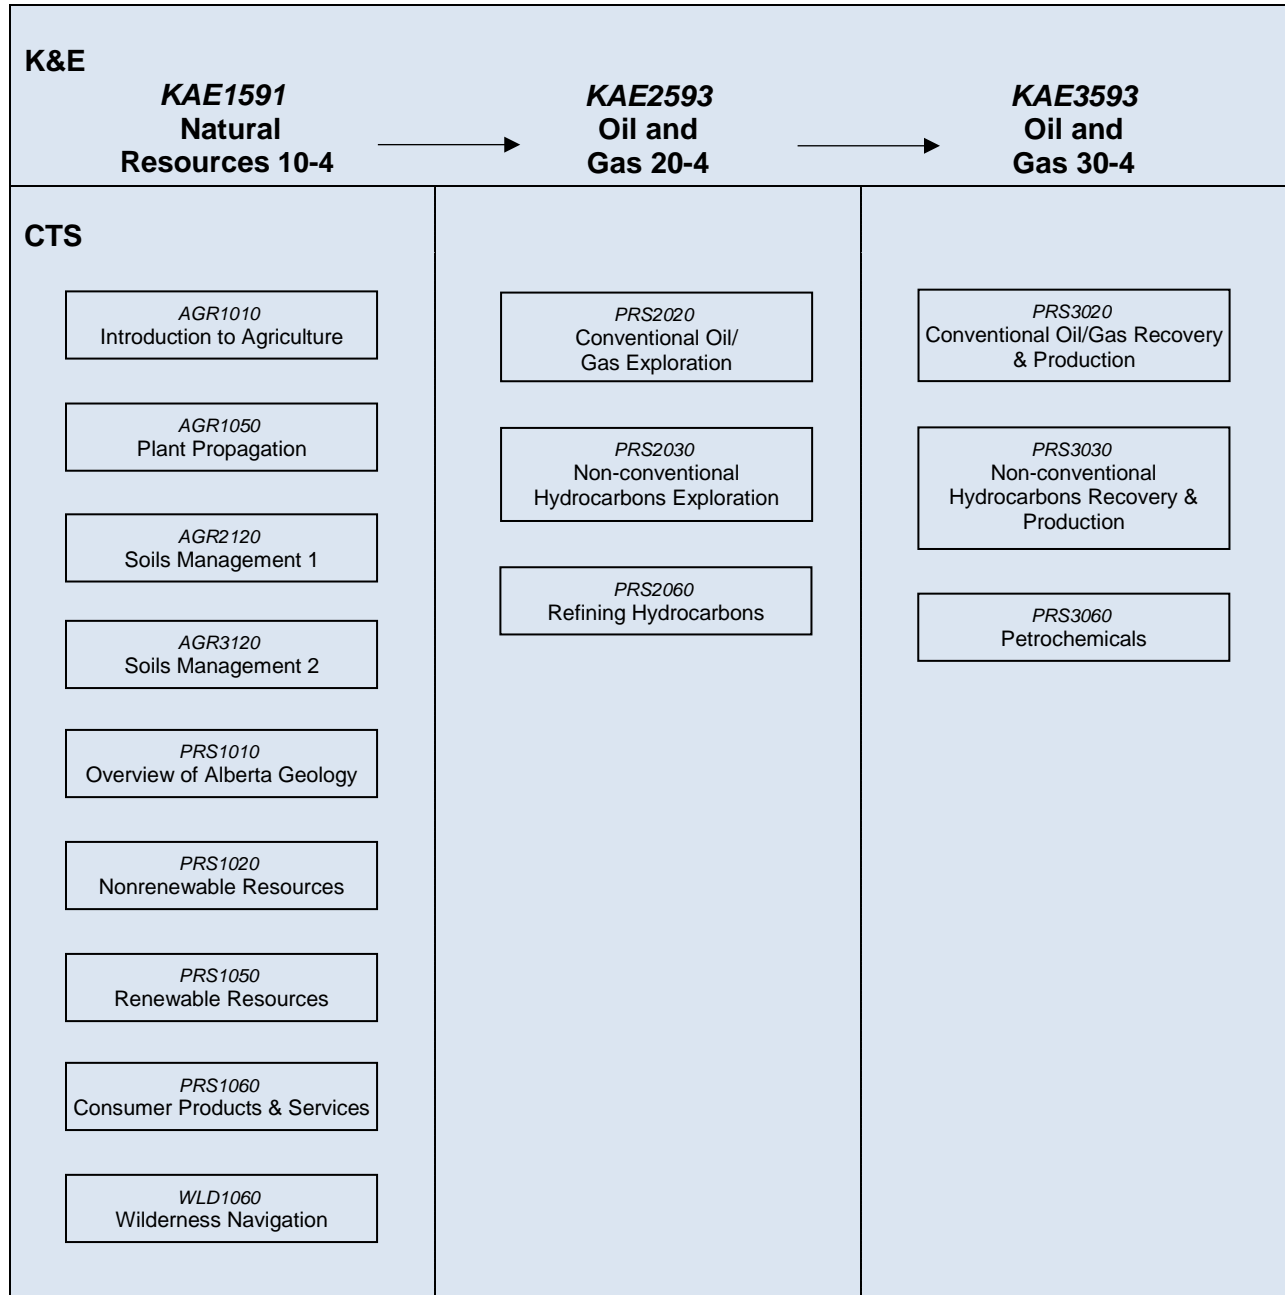 K&E
KAE1591
Natural
Resources 10-4
KAE2593
Oil and
Gas 20-4
KAE3593
Oil and
Gas 30-4
CTS
AGR1010
Introduction to Agriculture
AGR1050
Plant Propagation
AGR2120
Soils Management 1
AGR3120
Soils Management 2
PRS1010
Overview of Alberta Geology
PRS1020
Nonrenewable Resources
PRS1050
Renewable Resources
PRS1060
Consumer Products & Services
WLD1060
Wilderness Navigation
PRS2020
Conventional Oil/
Gas Exploration
PRS2030
Non-conventional
Hydrocarbons Exploration
PRS2060
Refining Hydrocarbons
PRS3020
Conventional Oil/Gas Recovery
& Production
PRS3030
Non-conventional
Hydrocarbons Recovery &
Production
PRS3060
Petrochemicals